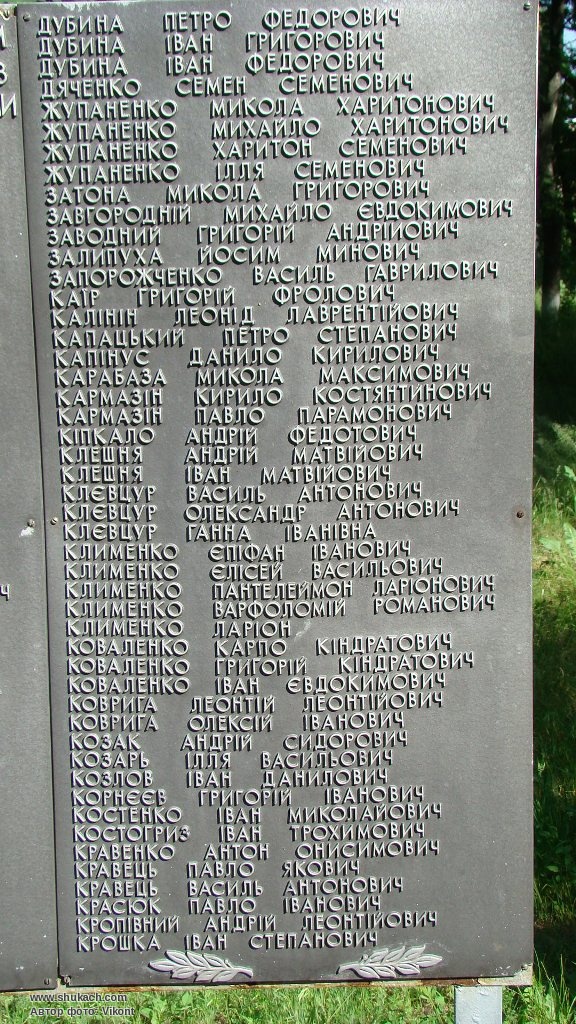 ДУБИНА ПЕТРО ФЕДОРОВИЧ
ДУБИНА ІВАН ГРИГОРОВИЧ
ДУБИНА ІВАН ФЕДОРОВИЧ
ДЯЧЕНКО СЕМЕН СЕМЕНОВИЧ
ЖУПАНЕНКО МИКОЛА ХАРИТОНОВИЧ
ЖУПАНЕНКО МИХАЙЛО ХАРИТОНОВИЧ
ЖУПАНЕНКО ХАРИТОН СЕМЕНОВИЧ
ЖУПАНЕНКО ІЛЛЯ СЕМЕНОВИЧ
ЗАТОНА МИКОЛА ГРИГОРОВИЧ
ЗАВГОРОДНІЙ МИХАЙЛО ЄВДОКИМОВИЧ
ЗАВОДНИЙ ГРИГОРІЙ АНДРІЙОВИЧ
ЗАЛИПУХА ЙОСИМ МИНОВИЧ
ЗАПОРОЖЧЕНКО ВАСИЛЬ ГАВРИЛОВИЧ
КАЇР ГРИГОРІЙ ФРОЛОВИЧ
КАЛІНІН ЛЕОНІД ЛАВРЕНТІЙОВИЧ
КАПАЦЬКИЙ ПЕТРО СТЕПАНОВИЧ
КАПІНУС ДАНИЛО КИРИЛОВИЧ
КАРАБАЗА МИКОЛА МАКСИМОВИЧ
КАРМАЗІН КИРИЛО КОСТЯНТИНОВИЧ
КАРМАЗІН ПАВЛО ПАРАМОНОВИЧ
КІПКАЛО АНДРІЙ ФЕДОТОВИЧ
КЛЕШНЯ АНДРІЙ МАТВІЙОВИЧ
КЛЕШНЯ ІВАН МАТВІЙОВИЧ
КЛЄВЦУР ВАСИЛЬ АНТОНОВИЧ
КЛЄВЦУР ОЛЕКСАНДР АНТОНОВИЧ
КЛЄВЦУР ГАННА ІВАНІВНА
КЛИМЕНКО ЄПІФАН ІВАНОВИЧ
КЛИМЕНКО ЄЛІСЕЙ ВАСИЛЬОВИЧ
КЛИМЕНКО ПАНТЕЛЕЙМОН ЛАРІОНОВИЧ
КЛИМЕНКО ВАРФОЛОМІЙ РОМАНОВИЧ
КЛИМЕНКО ЛАРІОН
КОВАЛЕНКО КАРПО КІНДРАТОВИЧ
КОВАЛЕНКО ГРИГОРІЙ КІНДРАТОВИЧ
КОВАЛЕНКО ІВАН ЄВДОКИМОВИЧ
КОВРИГА ЛЕОНТІЙ ЛЕОНТІЙОВИЧ
КОВРИГА ОЛЕКСІЙ ІВАНОВИЧ
КОЗАК АНДРІЙ СИДОРОВИЧ
КОЗАРЬ ІЛЛЯ ВАСИЛЬОВИЧ
КОЗЛОВ ІВАН ДАНИЛОВИЧ
КОРНЄЄВ ГРИГОРІЙ ІВАНОВИЧ
КОСТЕНКО ІВАН МИКОЛАЙОВИЧ
КОСТОГРИЗ ІВАН ТРОХИМОВИЧ
КРАВЕНКО АНТОН ОНИСИМОВИЧ
КРАВЕЦЬ ПАВЛО ЯКОВИЧ
КРАВЕЦЬ ВАСИЛЬ АНТОНОВИЧ
КРАСЮК ПАВЛО ІВАНОВИЧ
КРОПІВНИЙ АНДРІЙ ЛЕОНТІЙОВИЧ
КРОШКА ІВАН СТЕПАНОВИЧ
www.shukach.com
Автор фото: Vikont